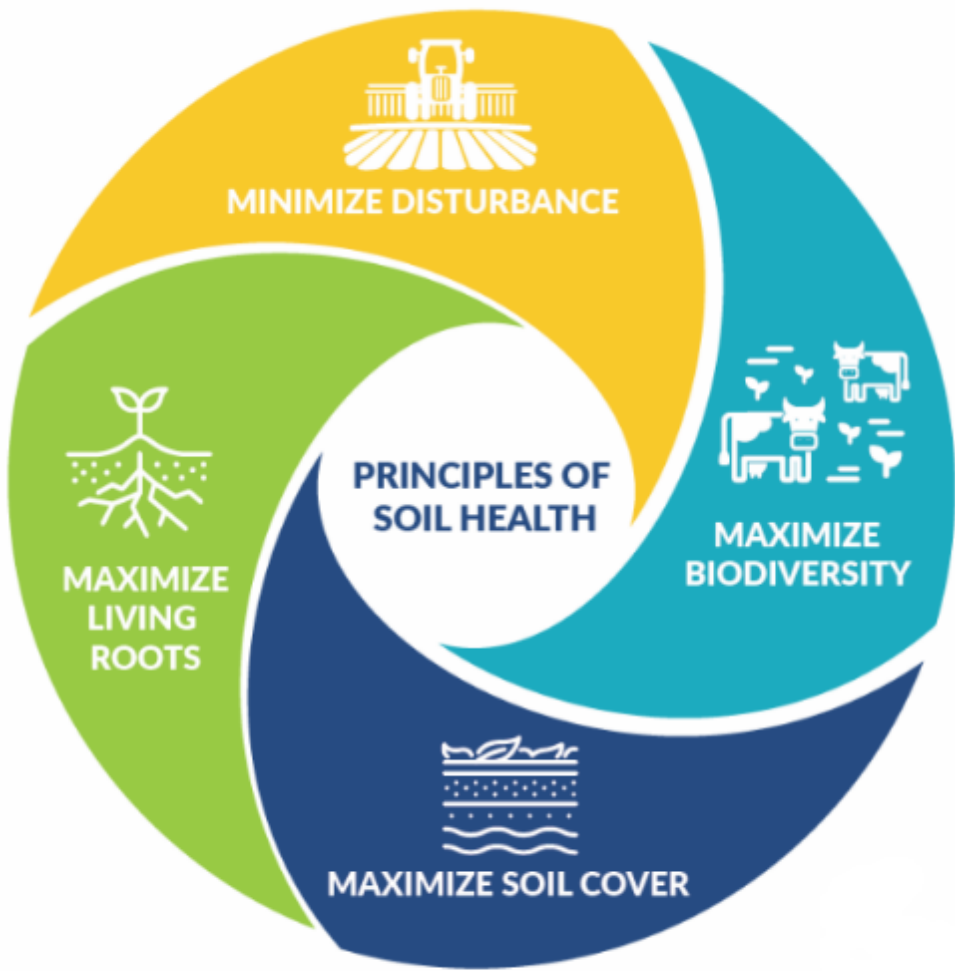 MINIMIZE DISTURBANCE
PRINCIPLES OF
SOIL HEALTH
MAXIMIZE
BIODIVERSITY
MAXIMIZE
LIVING
ROOTS
MAXIMIZE SOIL COVER